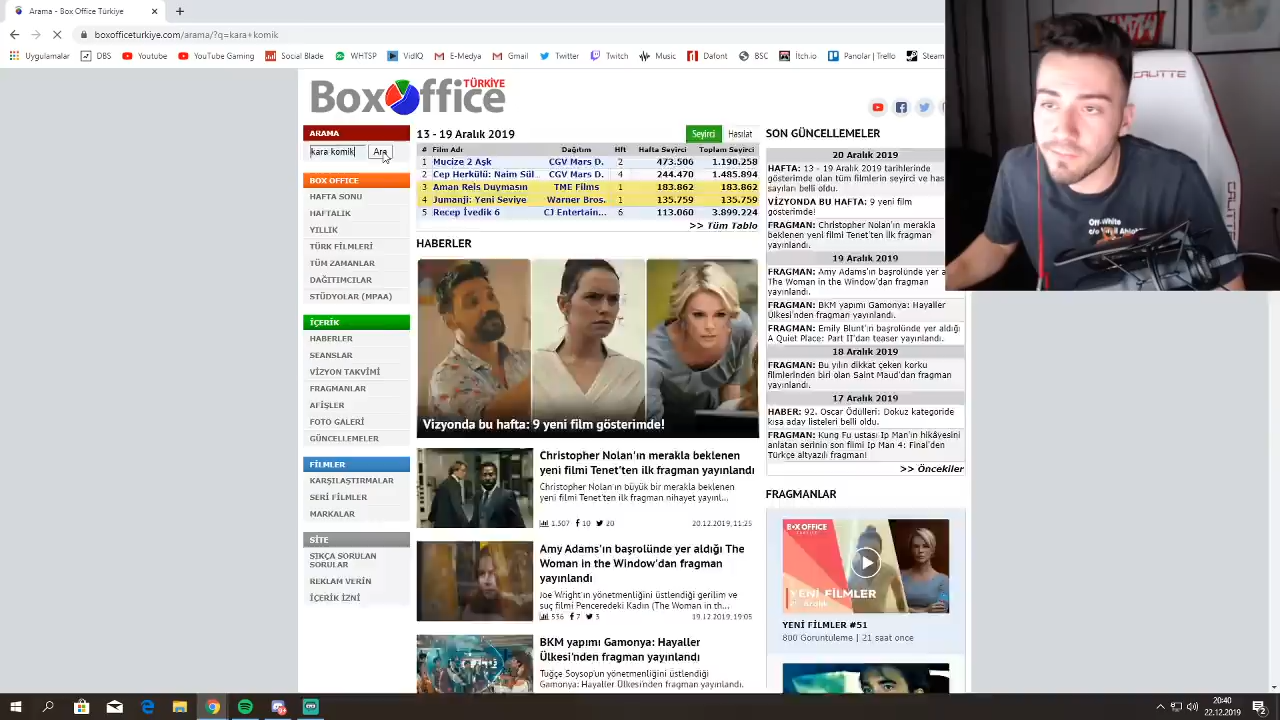 Arama - Box Office Türkiye
boxofficeturkiye.com/arama/?q=kara+komik
Uygulamalar DBS Youtube YouTube Gaming Social Blade WHTSP VidIQ E-Medya Gmail Twitter Twitch Music Dafont BSC İtch.io Panolar | Trello Steam
BoxOffice TÜRKİYE
ARAMA
kara komik Ara
BOX OFFICE
HAFTA SONU
HAFTALIK
YILLIK
TÜRK FİLMLERİ
TÜM ZAMANLAR
DAĞITIMCILAR
STÜDYOLAR (MPAA)
İÇERİK
HABERLER
SEANSLAR
VİZYON TAKVİMİ
FRAGMANLAR
AFİŞLER
FOTO GALERİ
GÜNCELLEMELER
FİLMLER
KARŞILAŞTIRMALAR
SERİ FİLMLER
MARKALAR
SİTE
SIKÇA SORULAN
SORULAR
REKLAM VERİN
İÇERİK İZNİ
13 - 19 Aralık 2019 Seyirci Hasılat
# Film Adı Dağıtım Hft Hafta Seyirci Toplam Seyirci
1 Mucize 2 Aşk CGV Mars D. 2 473.506 1.190.258
2 Cep Herkülü: Naim Sül... CGV Mars D. 4 244.470 1.485.894
3 Aman Reis Duymasın TME Films 1 183.862 183.862
4 Jumanji: Yeni Seviye Warner Bros. 1 135.759 135.759
5 Recep İvedik 6 CJ Entertain... 6 113.060 3.899.224
>> Tüm Tablo
HABERLER
Vizyonda bu hafta: 9 yeni film gösterimde!
Christopher Nolan'ın merakla beklenen
yeni filmi Tenet'ten ilk fragman yayınlandı
Christopher Nolan'ın büyük bir merakla beklenen
yeni filmi Tenet'ten ilk fragman nihayet yayın...
1.307 10 20 20.12.2019, 11:25
Amy Adams'ın başrolünde yer aldığı The
Woman in the Window'dan fragman
yayınlandı
Joe Wright'ın yönetmenliğini üstlendiği gerilim ve
suç filmi Penceredeki Kadın (The Woman in th...
536 7 3 19.12.2019, 19:05
BKM yapımı Gamonya: Hayaller
Ülkesi'nden fragman yayınlandı
Tuğçe Soysop'un yönetmenliğini üstlendiği
Gamonya: Hayaller Ülkesi filminden fragman...
SON GÜNCELLEMELER
20 Aralık 2019
HAFTA: 13 - 19 Aralık 2019 tarihlerinde
gösterimde olan tüm filmlerin seyirci ve has
sayıları belli oldu.
VİZYONDA BU HAFTA: 9 yeni film
gösterimde!
FRAGMAN: Christopher Nolan'ın merakla
beklenen yeni filmi Tenet'ten ilk fragman
yayınlandı.
19 Aralık 2019
FRAGMAN: Amy Adams'ın başrolünde yer al
The Woman in the Window'dan fragman
yayınlandı.
FRAGMAN: BKM yapımı Gamonya: Hayaller
Ülkesi'nden fragman yayınlandı.
FRAGMAN: Emily Blunt'ın başrolünde yer aldığı
A Quiet Place: Part II'dan teaser yayınlandı.
18 Aralık 2019
FRAGMAN: Bu yılın dikkat çeken korku
filmlerinden biri olan Saint Maud'dan fragman
yayınlandı.
17 Aralık 2019
HABER: 92. Oscar Ödülleri: Dokuz kategoride
kısa aday listeleri belli oldu.
FRAGMAN: Kung Fu ustası Ip Man'in hikâyesini
anlatan serinin son filmi Ip Man 4: Final'den
Türkçe altyazılı fragman!
>> Öncekiler
FRAGMANLAR
BOX OFFICE
YENİ FİLMLER
Aralık
YENİ FİLMLER #51
800 Goruntuleme | 21 saat once
Off-White
20:40
22.12.2019